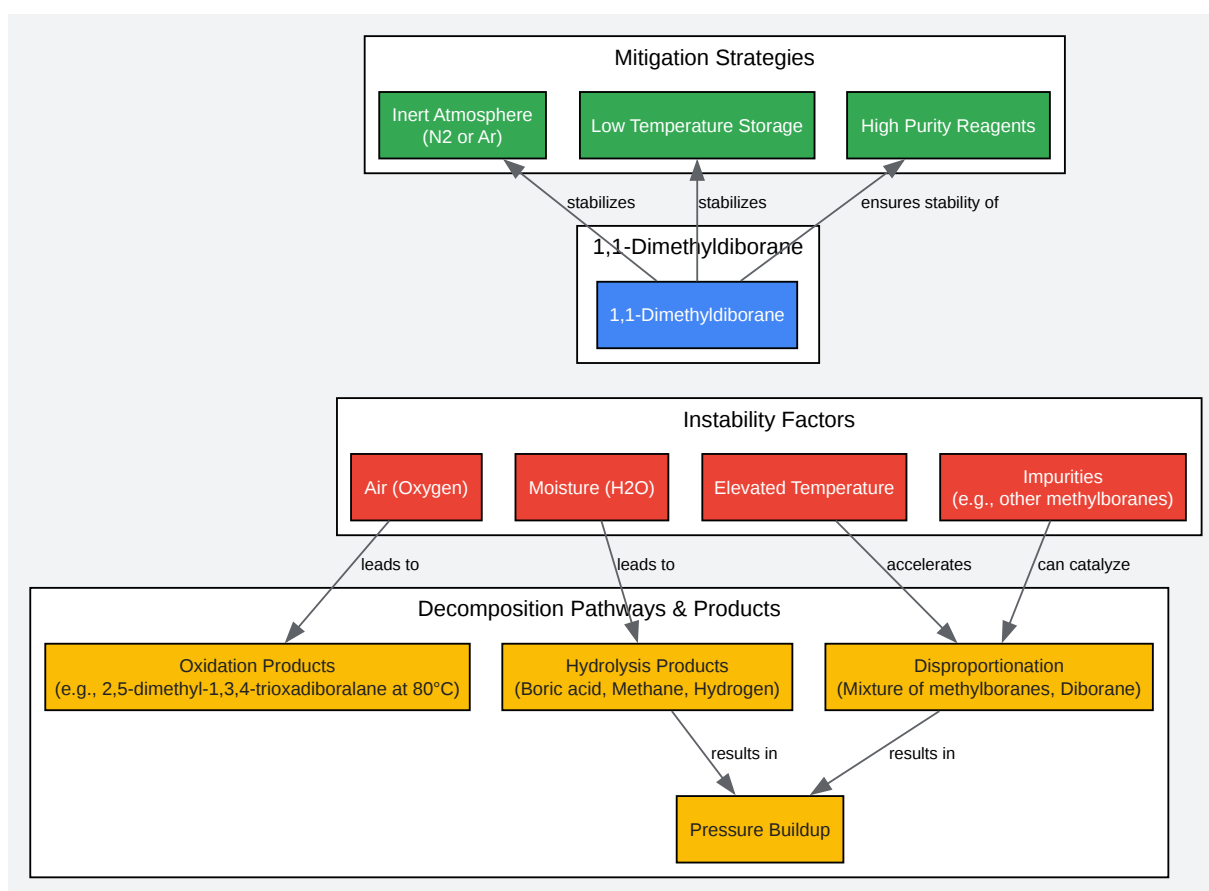 Mitigation Strategies
Inert Atmosphere
(N2 or Ar)
Low Temperature Storage
High Purity Reagents
stabilizes
stabilizes
ensures stability of
1,1-Dimethyldiborane
1,1-Dimethyldiborane
Instability Factors
Air (Oxygen)
Moisture (H2O)
Elevated Temperature
Impurities
(e.g., other methylboranes)
leads to
leads to
accelerates
can catalyze
Decomposition Pathways & Products
Oxidation Products
(e.g., 2,5-dimethyl-1,3,4-trioxadiboralane at 80°C)
Hydrolysis Products
(Boric acid, Methane, Hydrogen)
Disproportionation
(Mixture of methylboranes, Diborane)
results in
results in
Pressure Buildup